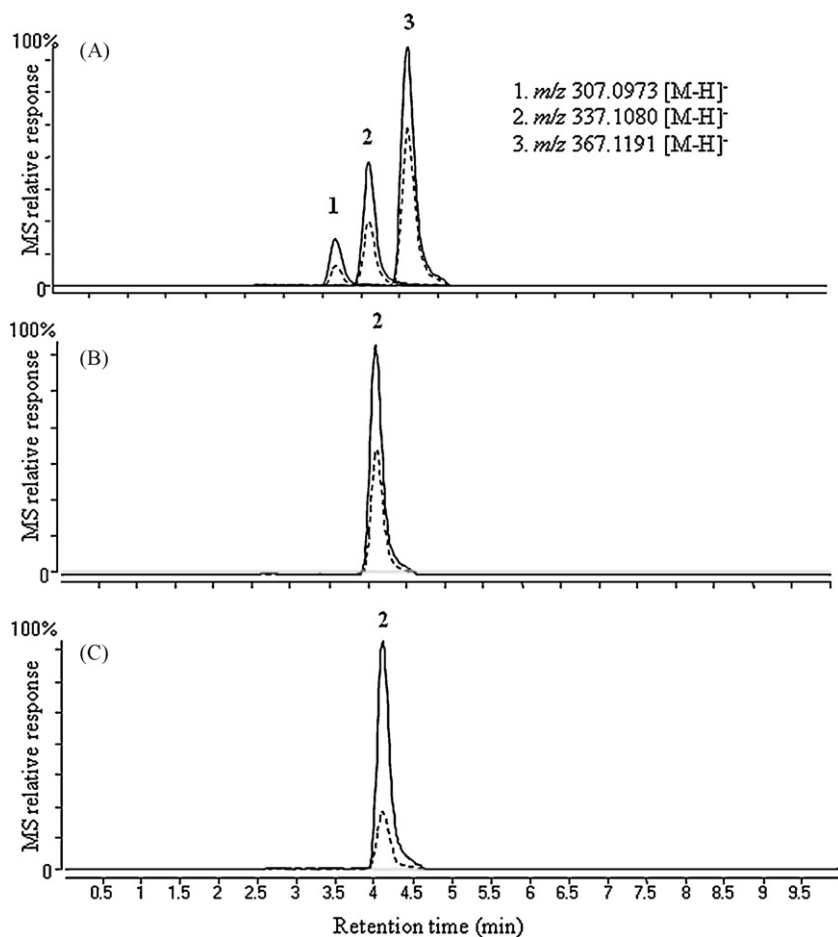 3
100%
(A)
1. m/z 307.0973 [M-H]-
2. m/z 337.1080 [M-H]-
3. m/z 367.1191 [M-H]-
2
1
MS relative response
0
100%
2
(B)
MS relative response
0
100%
2
(C)
MS relative response
0
0.5 1 1.5 2 2.5 3 3.5 4 4.5 5 5.5 6 6.5 7 7.5 8 8.5 9 9.5
Retention time (min)